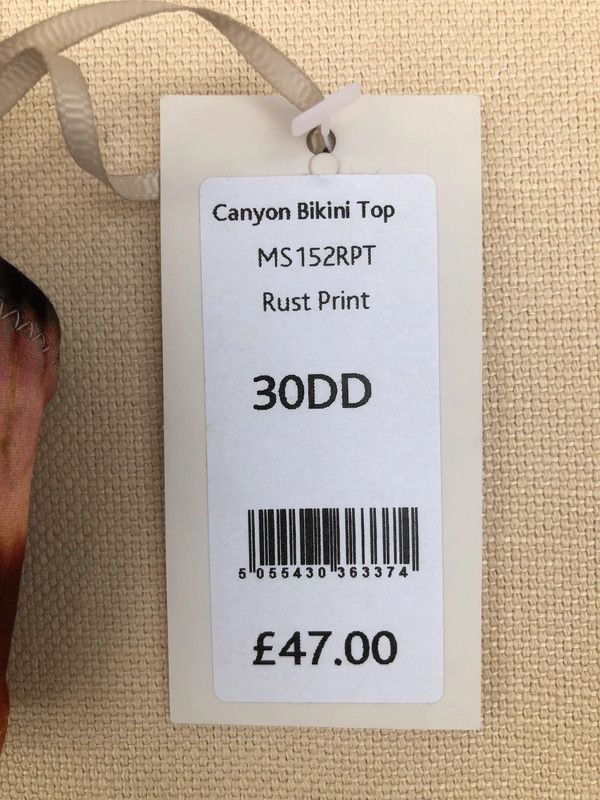 Canyon Bikini Top
MS152RPT
Rust Print
30DD
5 055430 363374
£47.00